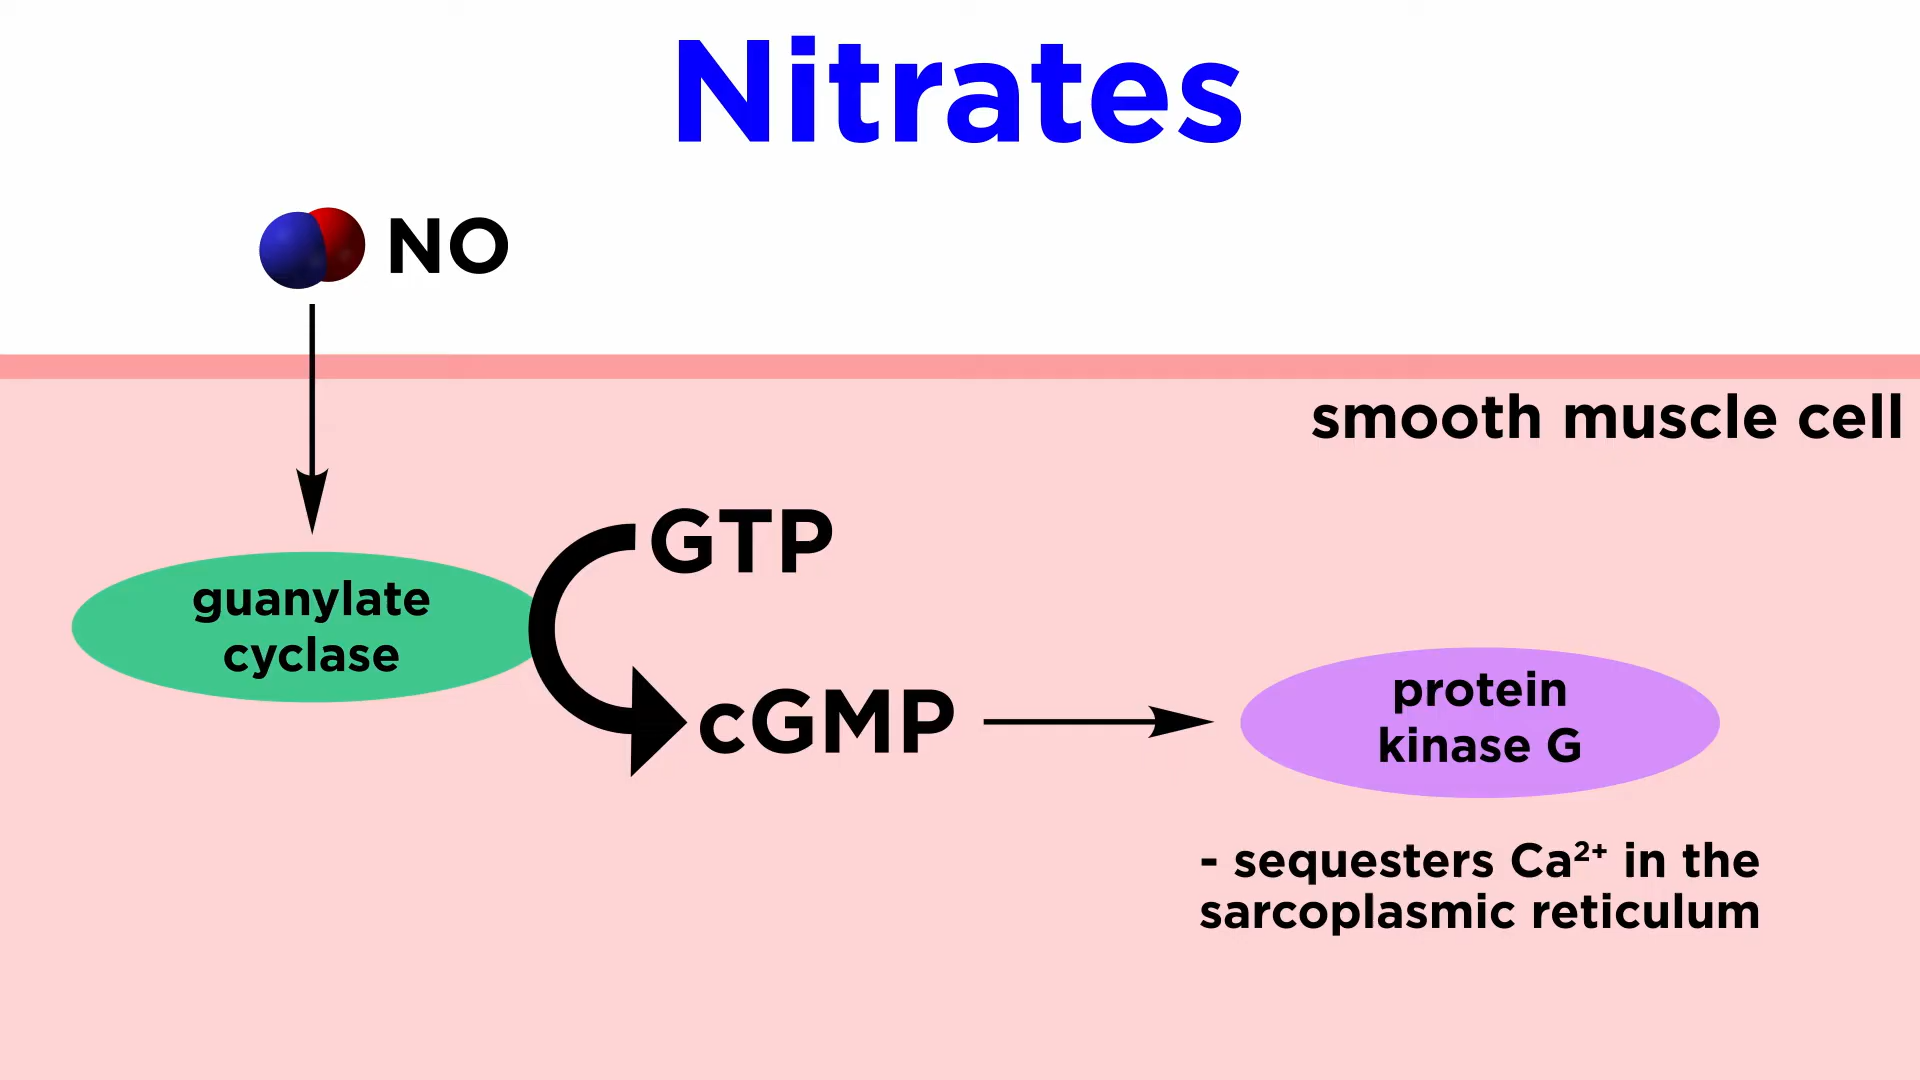 Nitrates
NO
smooth muscle cell
GTP
guanylate
cyclase
cGMP
protein
kinase G
- sequesters Ca²⁺ in the
sarcoplasmic reticulum